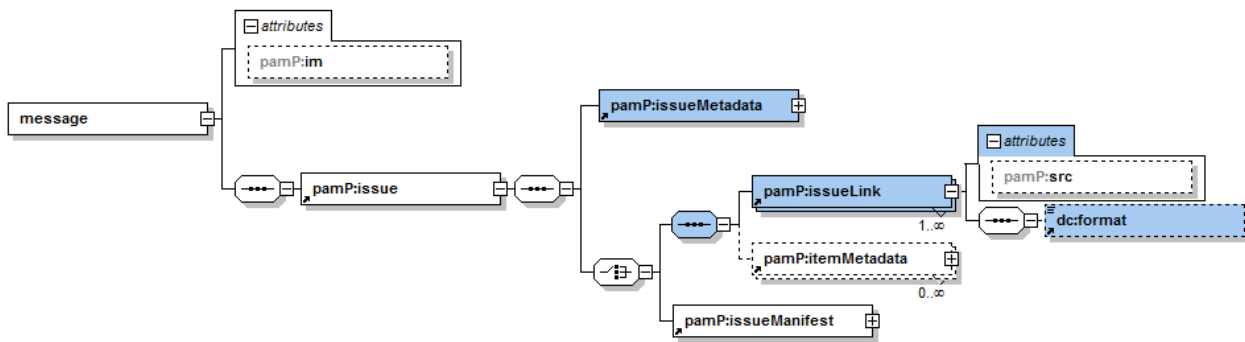 attributes
pamP:im
message
pamP:issue
pamP:issueMetadata
attributes
pamP:src
pamP:issueLink
1..∞
dc:format
pamP:itemMetadata
0..∞
pamP:issueManifest